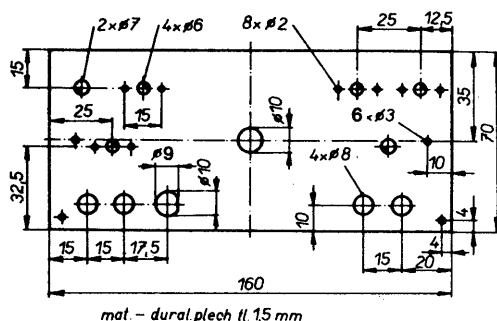 2×ø7 4×ø6 8×ø2 25 12,5
15 15 ø10 6×ø3 35 70
25 ø9 ø10 4×ø8 10
32,5 10 4
15 15 17,5 15 20 4
160
mat. – dural.plech tl. 1,5 mm